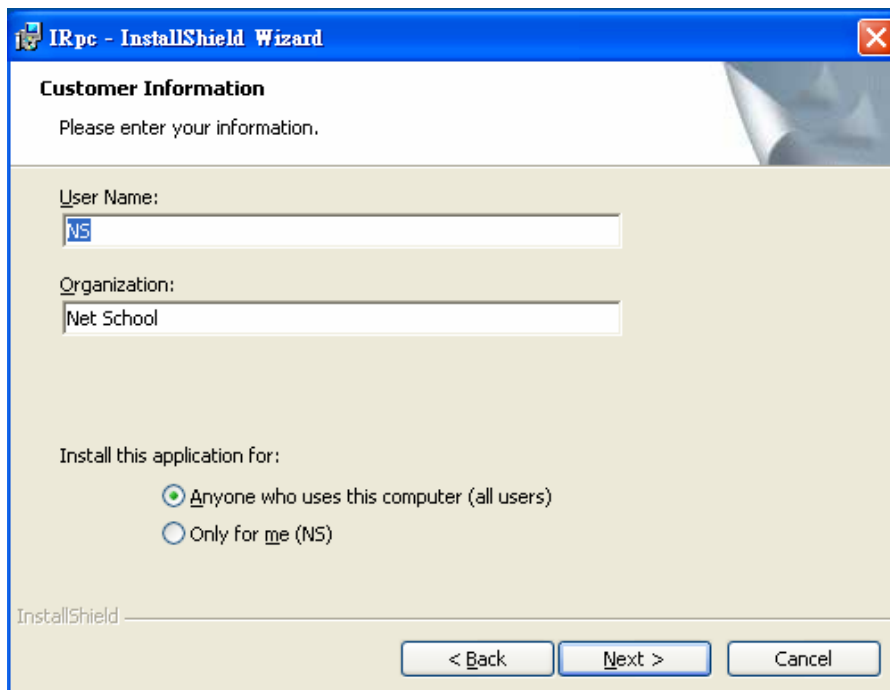 IRpc - InstallShield Wizard
Customer Information
Please enter your information.
User Name:
NS
Organization:
Net School
Install this application for:
Anyone who uses this computer (all users)
Only for me (NS)
InstallShield
< Back Next > Cancel